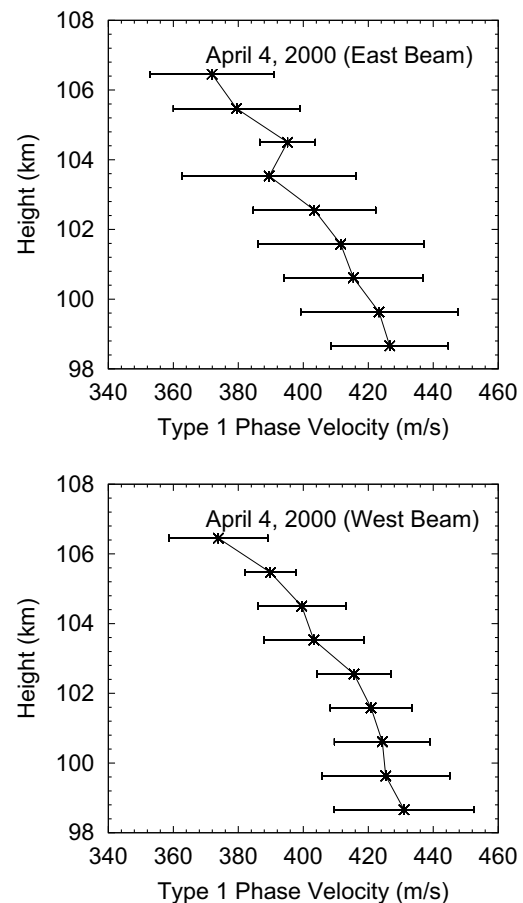 108
April 4, 2000 (East Beam)
106
104
Height (km)
102
100
98
340 360 380 400 420 440 460
Type 1 Phase Velocity (m/s)
108
April 4, 2000 (West Beam)
106
104
Height (km)
102
100
98
340 360 380 400 420 440 460
Type 1 Phase Velocity (m/s)